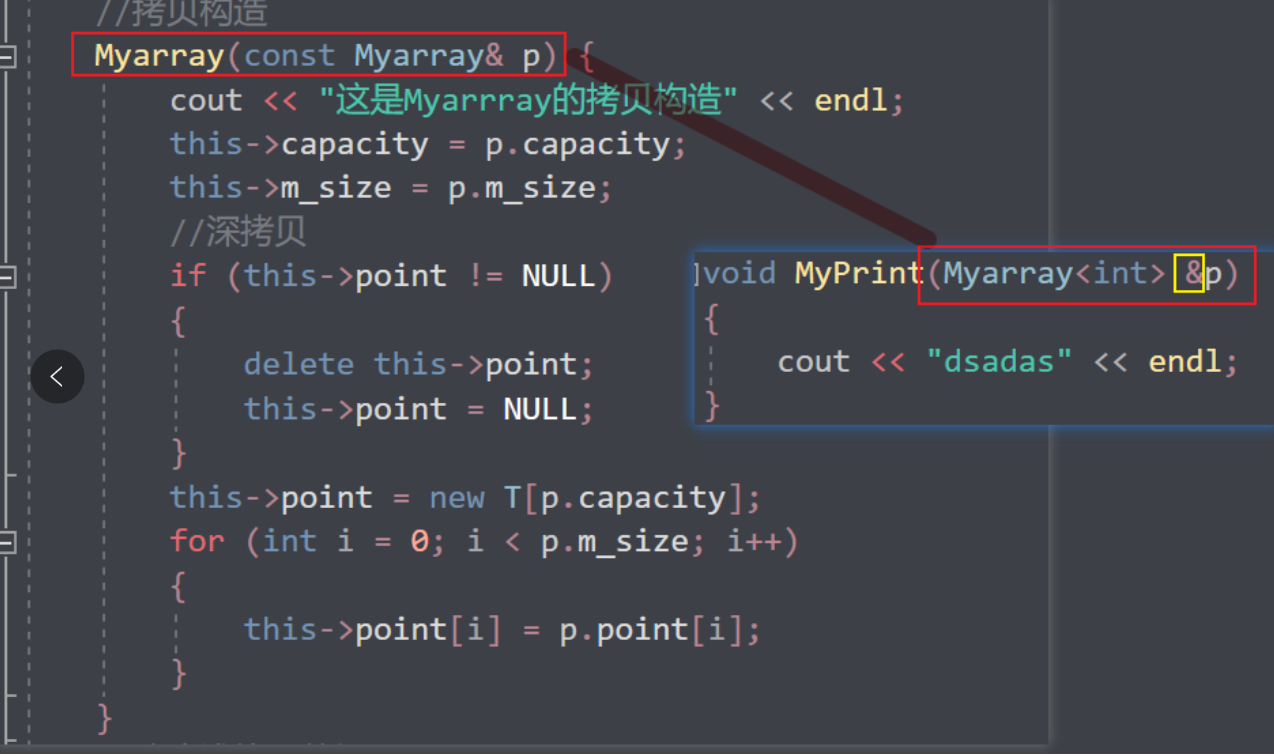 //拷贝构造
Myarray(const Myarray& p) {
cout << "这是Myarrray的拷贝构造" << endl;
this->capacity = p.capacity;
this->m_size = p.m_size;
//深拷贝
if (this->point != NULL)
{
delete this->point;
this->point = NULL;
}
this->point = new T[p.capacity];
for (int i = 0; i < p.m_size; i++)
{
this->point[i] = p.point[i];
}
}
void MyPrint(Myarray<int> &p)
{
cout << "dsadas" << endl;
}